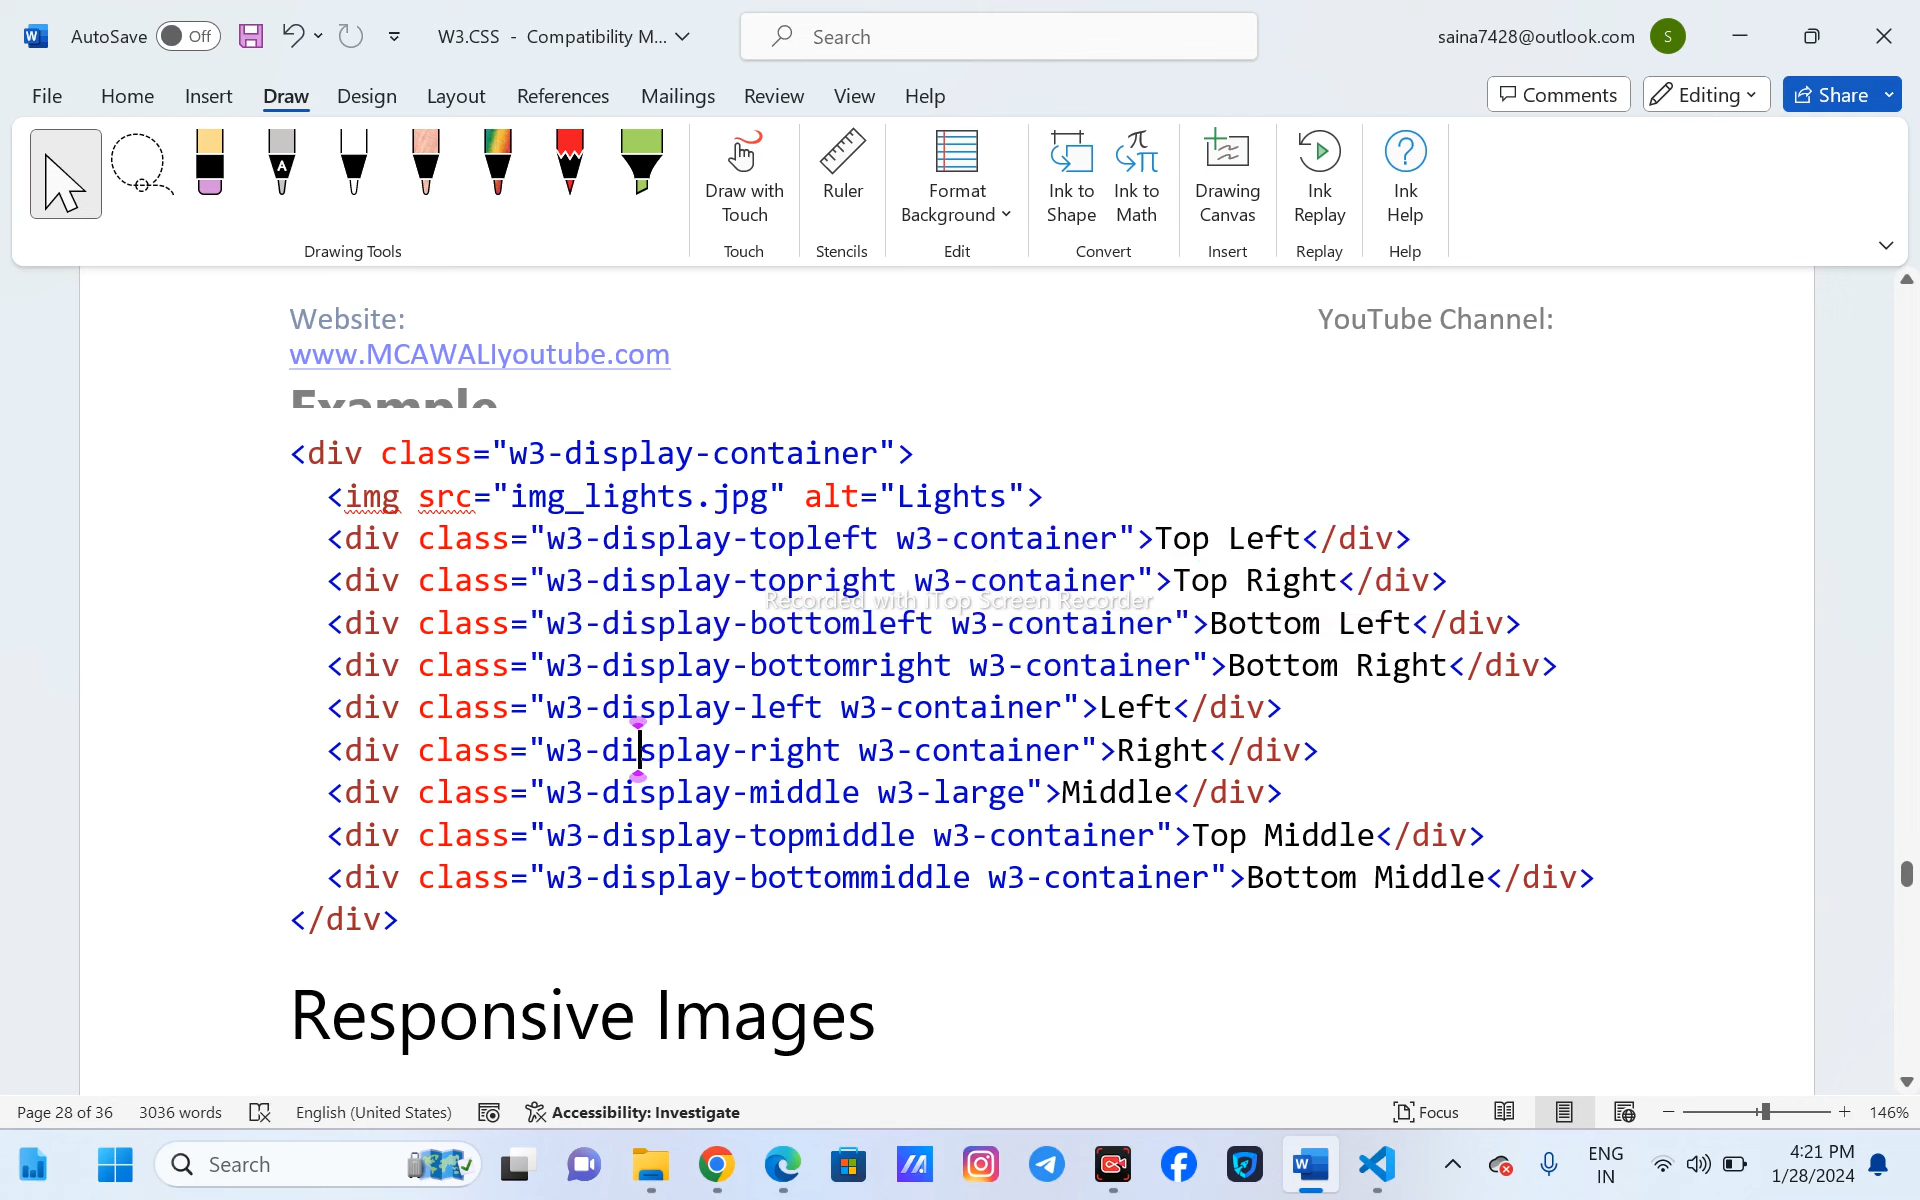 AutoSave Off W3.CSS - Compatibility M... Search saina7428@outlook.com S
File Home Insert Draw Design Layout References Mailings Review View Help Comments Editing Share
A
Draw with Touch
Ruler
Format Background
Ink to Shape
Ink to Math
Drawing Canvas
Ink Replay
Ink Help
Drawing Tools Touch Stencils Edit Convert Insert Replay Help
Website: YouTube Channel:
www.MCAWALIyoutube.com
Example
<div class="w3-display-container">
<img src="img_lights.jpg" alt="Lights">
<div class="w3-display-topleft w3-container">Top Left</div>
<div class="w3-display-topright w3-container">Top Right</div>
Recorded with iTop Screen Recorder
<div class="w3-display-bottomleft w3-container">Bottom Left</div>
<div class="w3-display-bottomright w3-container">Bottom Right</div>
<div class="w3-display-left w3-container">Left</div>
<div class="w3-display-right w3-container">Right</div>
<div class="w3-display-middle w3-large">Middle</div>
<div class="w3-display-topmiddle w3-container">Top Middle</div>
<div class="w3-display-bottommiddle w3-container">Bottom Middle</div>
</div>
Responsive Images
Page 28 of 36 3036 words English (United States) Accessibility: Investigate Focus 146%
Search ENG 4:21 PM
IN 1/28/2024